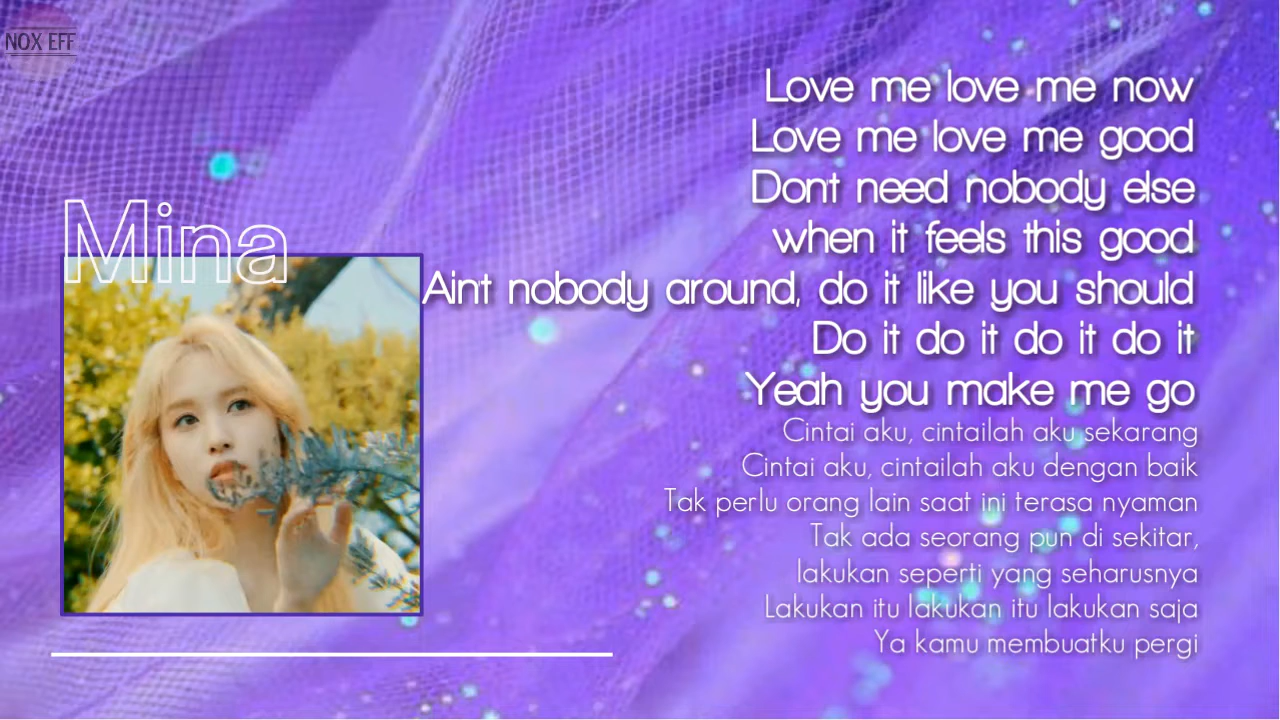 NOX EFF
Mina
Love me love me now
Love me love me good
Dont need nobody else
when it feels this good
Aint nobody around, do it like you should
Do it do it do it do it
Yeah you make me go
Cintai aku, cintailah aku sekarang
Cintai aku, cintailah aku dengan baik
Tak perlu orang lain saat ini terasa nyaman
Tak ada seorang pun di sekitar,
lakukan seperti yang seharusnya
Lakukan itu lakukan itu lakukan saja
Ya kamu membuatku pergi